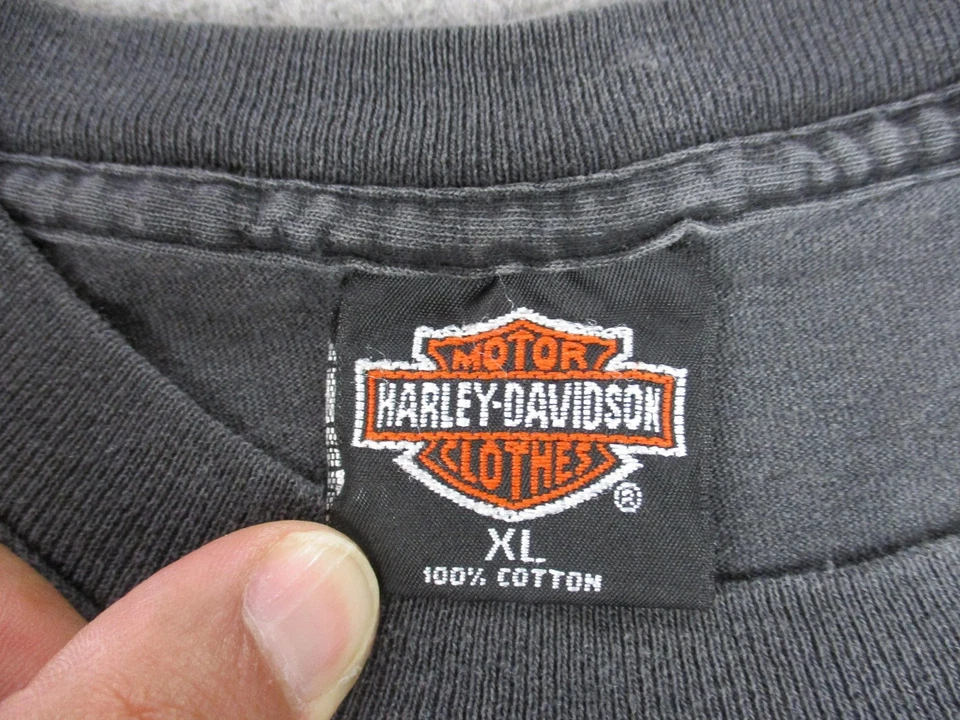 MOTOR
HARLEY-DAVIDSON
CLOTHES
®
XL
100% COTTON